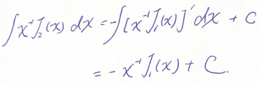 ∫x⁻¹J₂(x) dx = -∫[x⁻¹J₁(x)]' dx + C
= -x⁻¹J₁(x) + C.